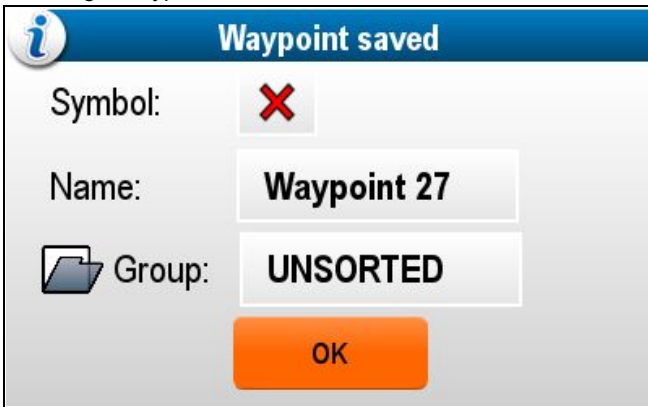 Waypoint saved
Symbol:
Name: Waypoint 27
Group: UNSORTED
OK